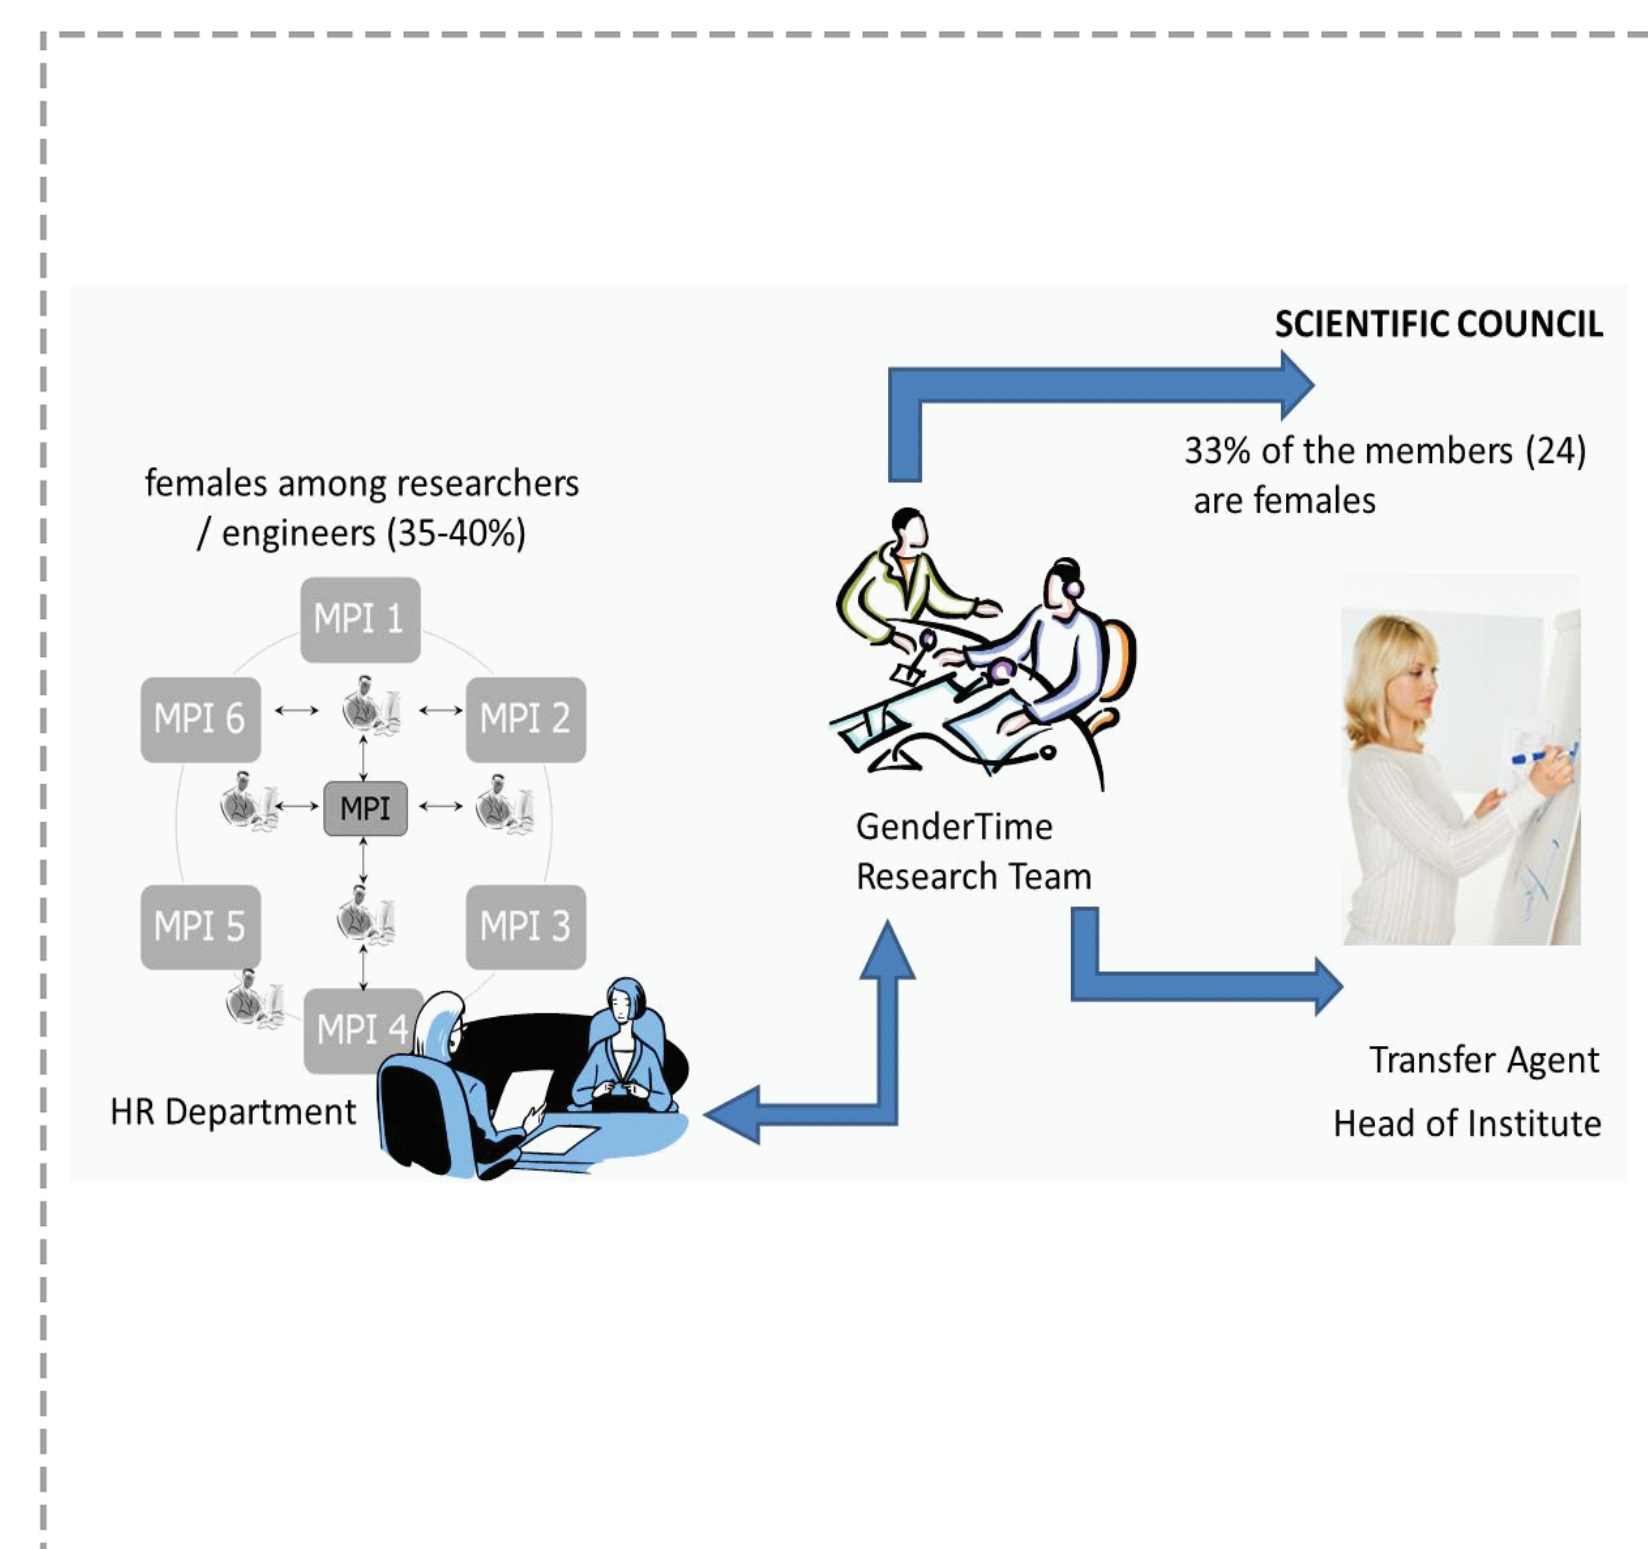 SCIENTIFIC COUNCIL
33% of the members (24)
are females
females among researchers
/ engineers (35-40%)
MPI 1
MPI 6
MPI 2
MPI
MPI 5
MPI 3
MPI 4
HR Department
GenderTime
Research Team
Transfer Agent
Head of Institute